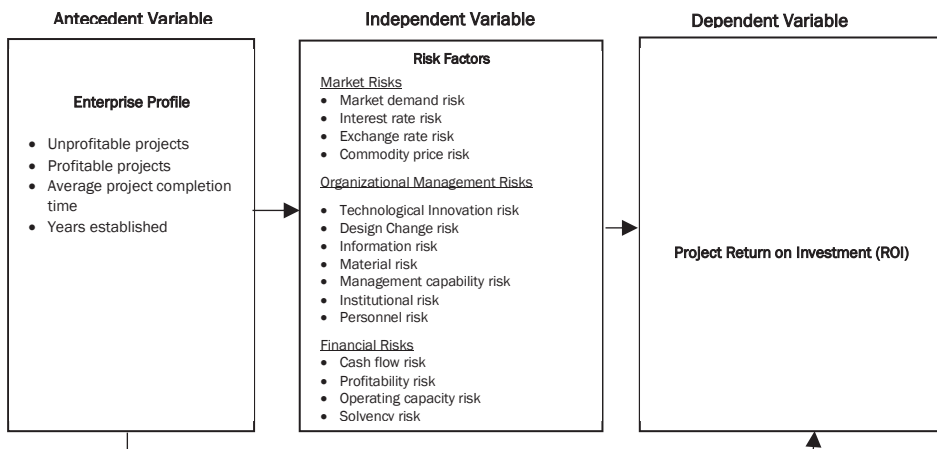 Antecedent Variable
Independent Variable
Dependent Variable
Enterprise Profile
• Unprofitable projects
• Profitable projects
• Average project completion
time
• Years established
Risk Factors
Market Risks
• Market demand risk
• Interest rate risk
• Exchange rate risk
• Commodity price risk
Organizational Management Risks
• Technological Innovation risk
• Design Change risk
• Information risk
• Material risk
• Management capability risk
• Institutional risk
• Personnel risk
Financial Risks
• Cash flow risk
• Profitability risk
• Operating capacity risk
• Solvency risk
Project Return on Investment (ROI)